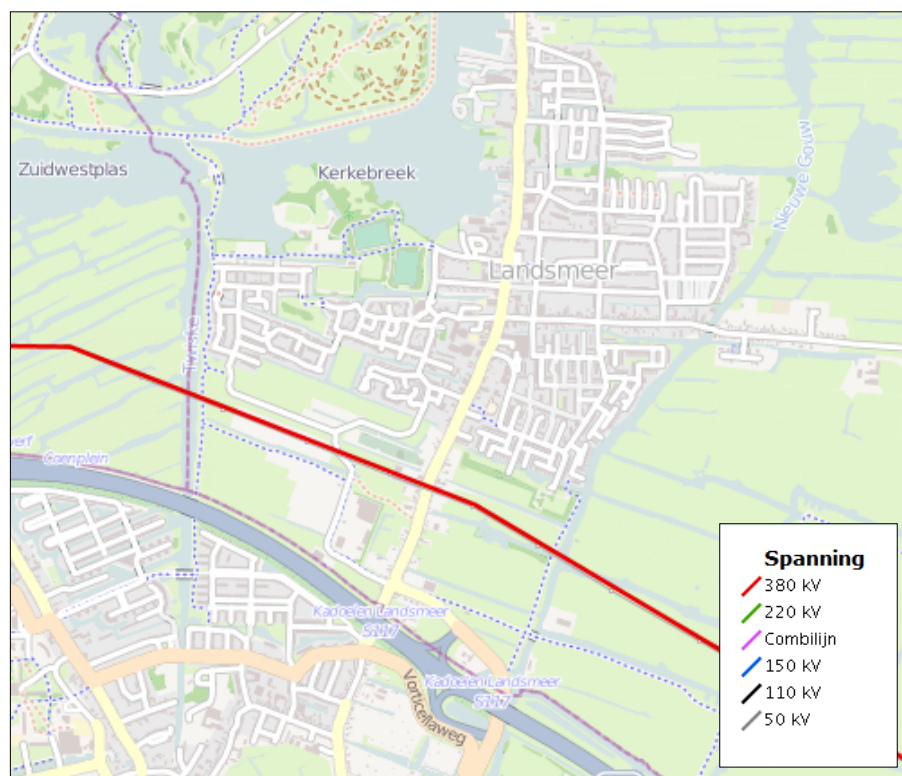 Zuidwestplas
Kerkebreek
Nieuwe Gouw
Landsmeer
Twiske
Coenplein
Kadoelen Landsmeer
S117
Kadoelen Landsmeer
S117
Vorticellaweg
Spanning
380 kV
220 kV
Combilijn
150 kV
110 kV
50 kV